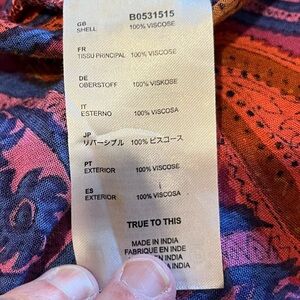 GB B0531515
SHELL 100% VISCOSE
FR
TISSU PRINCIPAL 100% VISCOSE
DE
OBERSTOFF 100% VISKOSE
IT
ESTERNO 100% VISCOSA
JP
リバーシブル 100% ビスコース
PT
EXTERIOR 100% VISCOSE
ES
EXTERIOR 100% VISCOSA
TRUE TO THIS
MADE IN INDIA
FABRIQUE EN INDE
INDIA